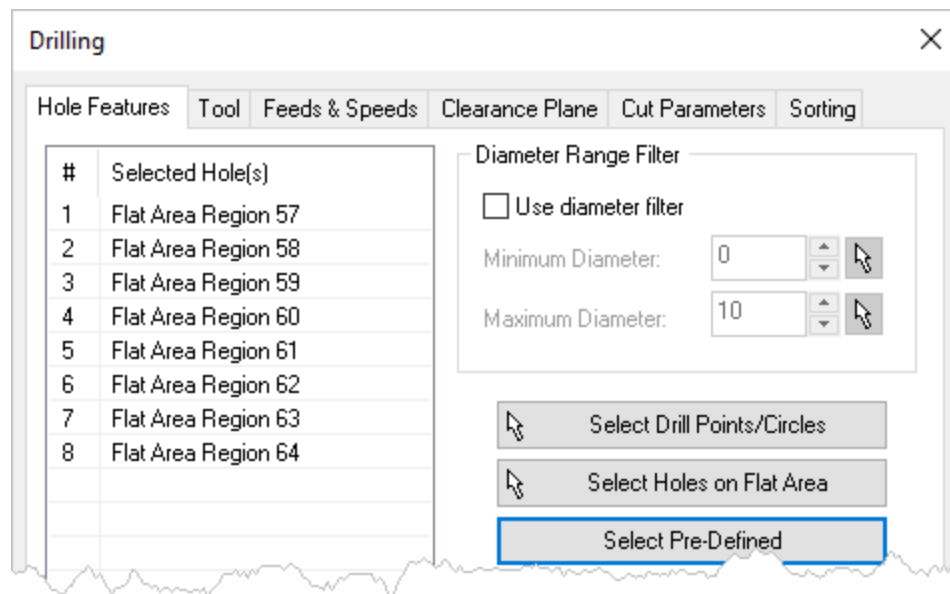 Drilling
Hole Features Tool Feeds & Speeds Clearance Plane Cut Parameters Sorting
# Selected Hole(s)
1 Flat Area Region 57
2 Flat Area Region 58
3 Flat Area Region 59
4 Flat Area Region 60
5 Flat Area Region 61
6 Flat Area Region 62
7 Flat Area Region 63
8 Flat Area Region 64
Diameter Range Filter
Use diameter filter
Minimum Diameter: 0
Maximum Diameter: 10
Select Drill Points/Circles
Select Holes on Flat Area
Select Pre-Defined